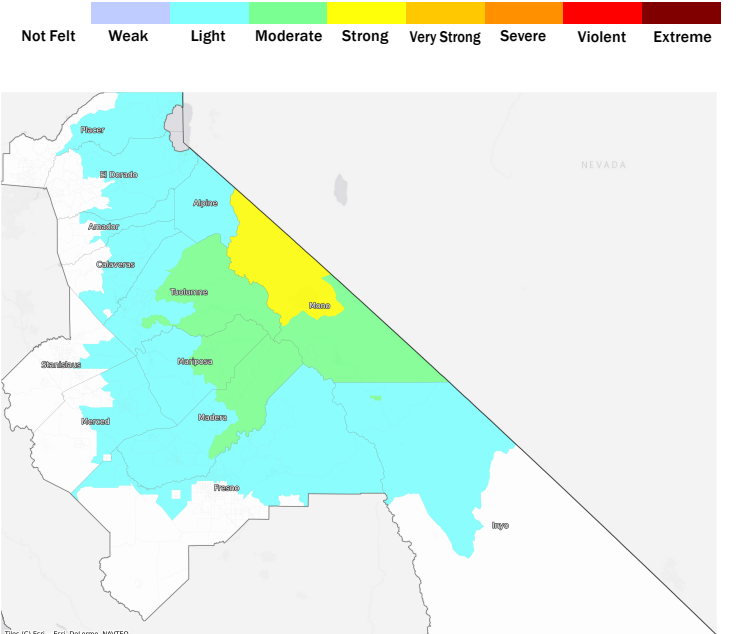 Not Felt Weak Light Moderate Strong Very Strong Severe Violent Extreme
Placer
NEVADA
El Dorado
Alpine
Amador
Calaveras
Tuolumne
Mono
Stanislaus
Mariposa
Madera
Merced
Fresno
Inyo